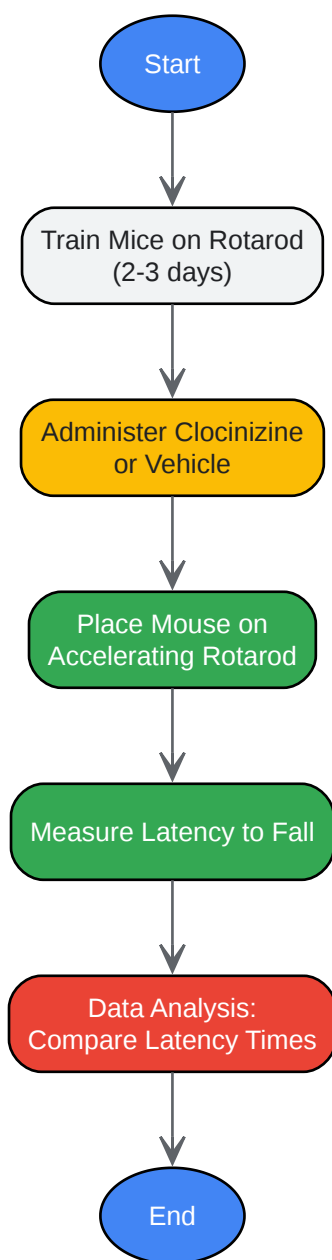 Start
Train Mice on Rotarod
(2-3 days)
Administer Clocinizine
or Vehicle
Place Mouse on
Accelerating Rotarod
Measure Latency to Fall
Data Analysis:
Compare Latency Times
End